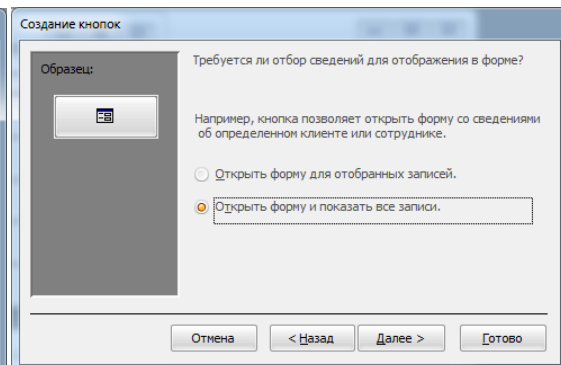 Создание кнопок
Образец:
Требуется ли отбор сведений для отображения в форме?
Например, кнопка позволяет открыть форму со сведениями
об определенном клиенте или сотруднике.
Открыть форму для отобранных записей.
Открыть форму и показать все записи.
Отмена
< Назад
Далее >
Готово